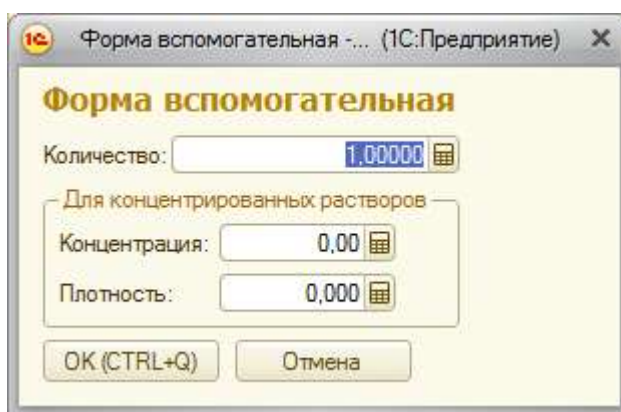 1С Форма вспомогательная -... (1С:Предприятие)
Форма вспомогательная
Количество: 1,00000
Для концентрированных растворов
Концентрация: 0,00
Плотность: 0,000
OK (CTRL+Q) Отмена